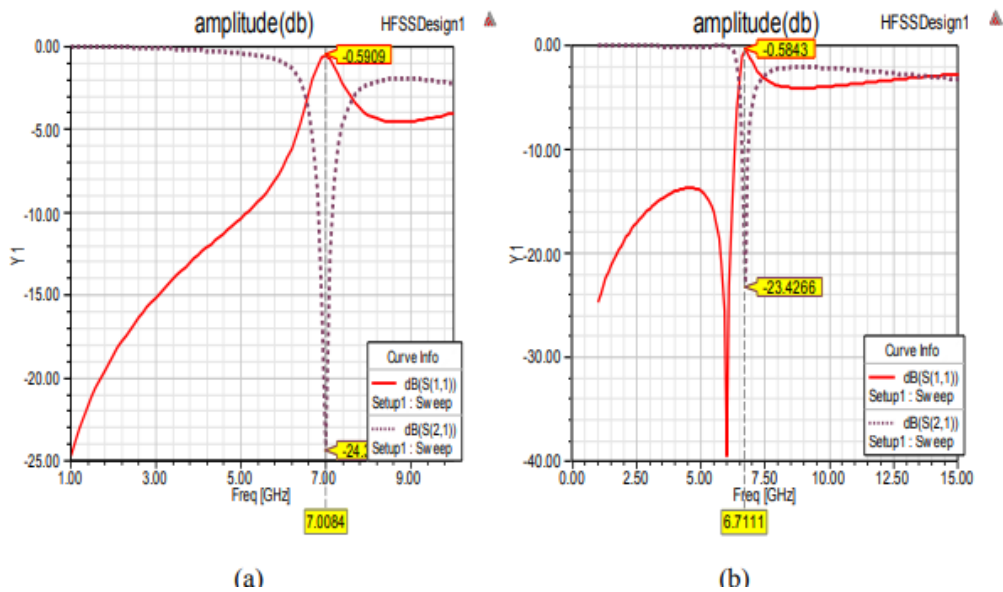 amplitude(db)
HFSSDesign1
0.00
-5.00
-10.00
-15.00
-20.00
-25.00
Y1
-0.5909
Curve Info
dB(S(1,1))
Setup1 : Sweep
dB(S(2,1))
Setup1 : Sweep
1.00
3.00
5.00
7.00
9.00
Freq [GHz]
7.0084
(a)
amplitude(db)
HFSSDesign1
0.00
-10.00
-20.00
-30.00
-40.00
Y1
-0.5843
-23.4266
Curve Info
dB(S(1,1))
Setup1 : Sweep
dB(S(2,1))
Setup1 : Sweep
0.00
2.50
5.00
7.50
10.00
12.50
15.00
Freq [GHz]
6.7111
(b)